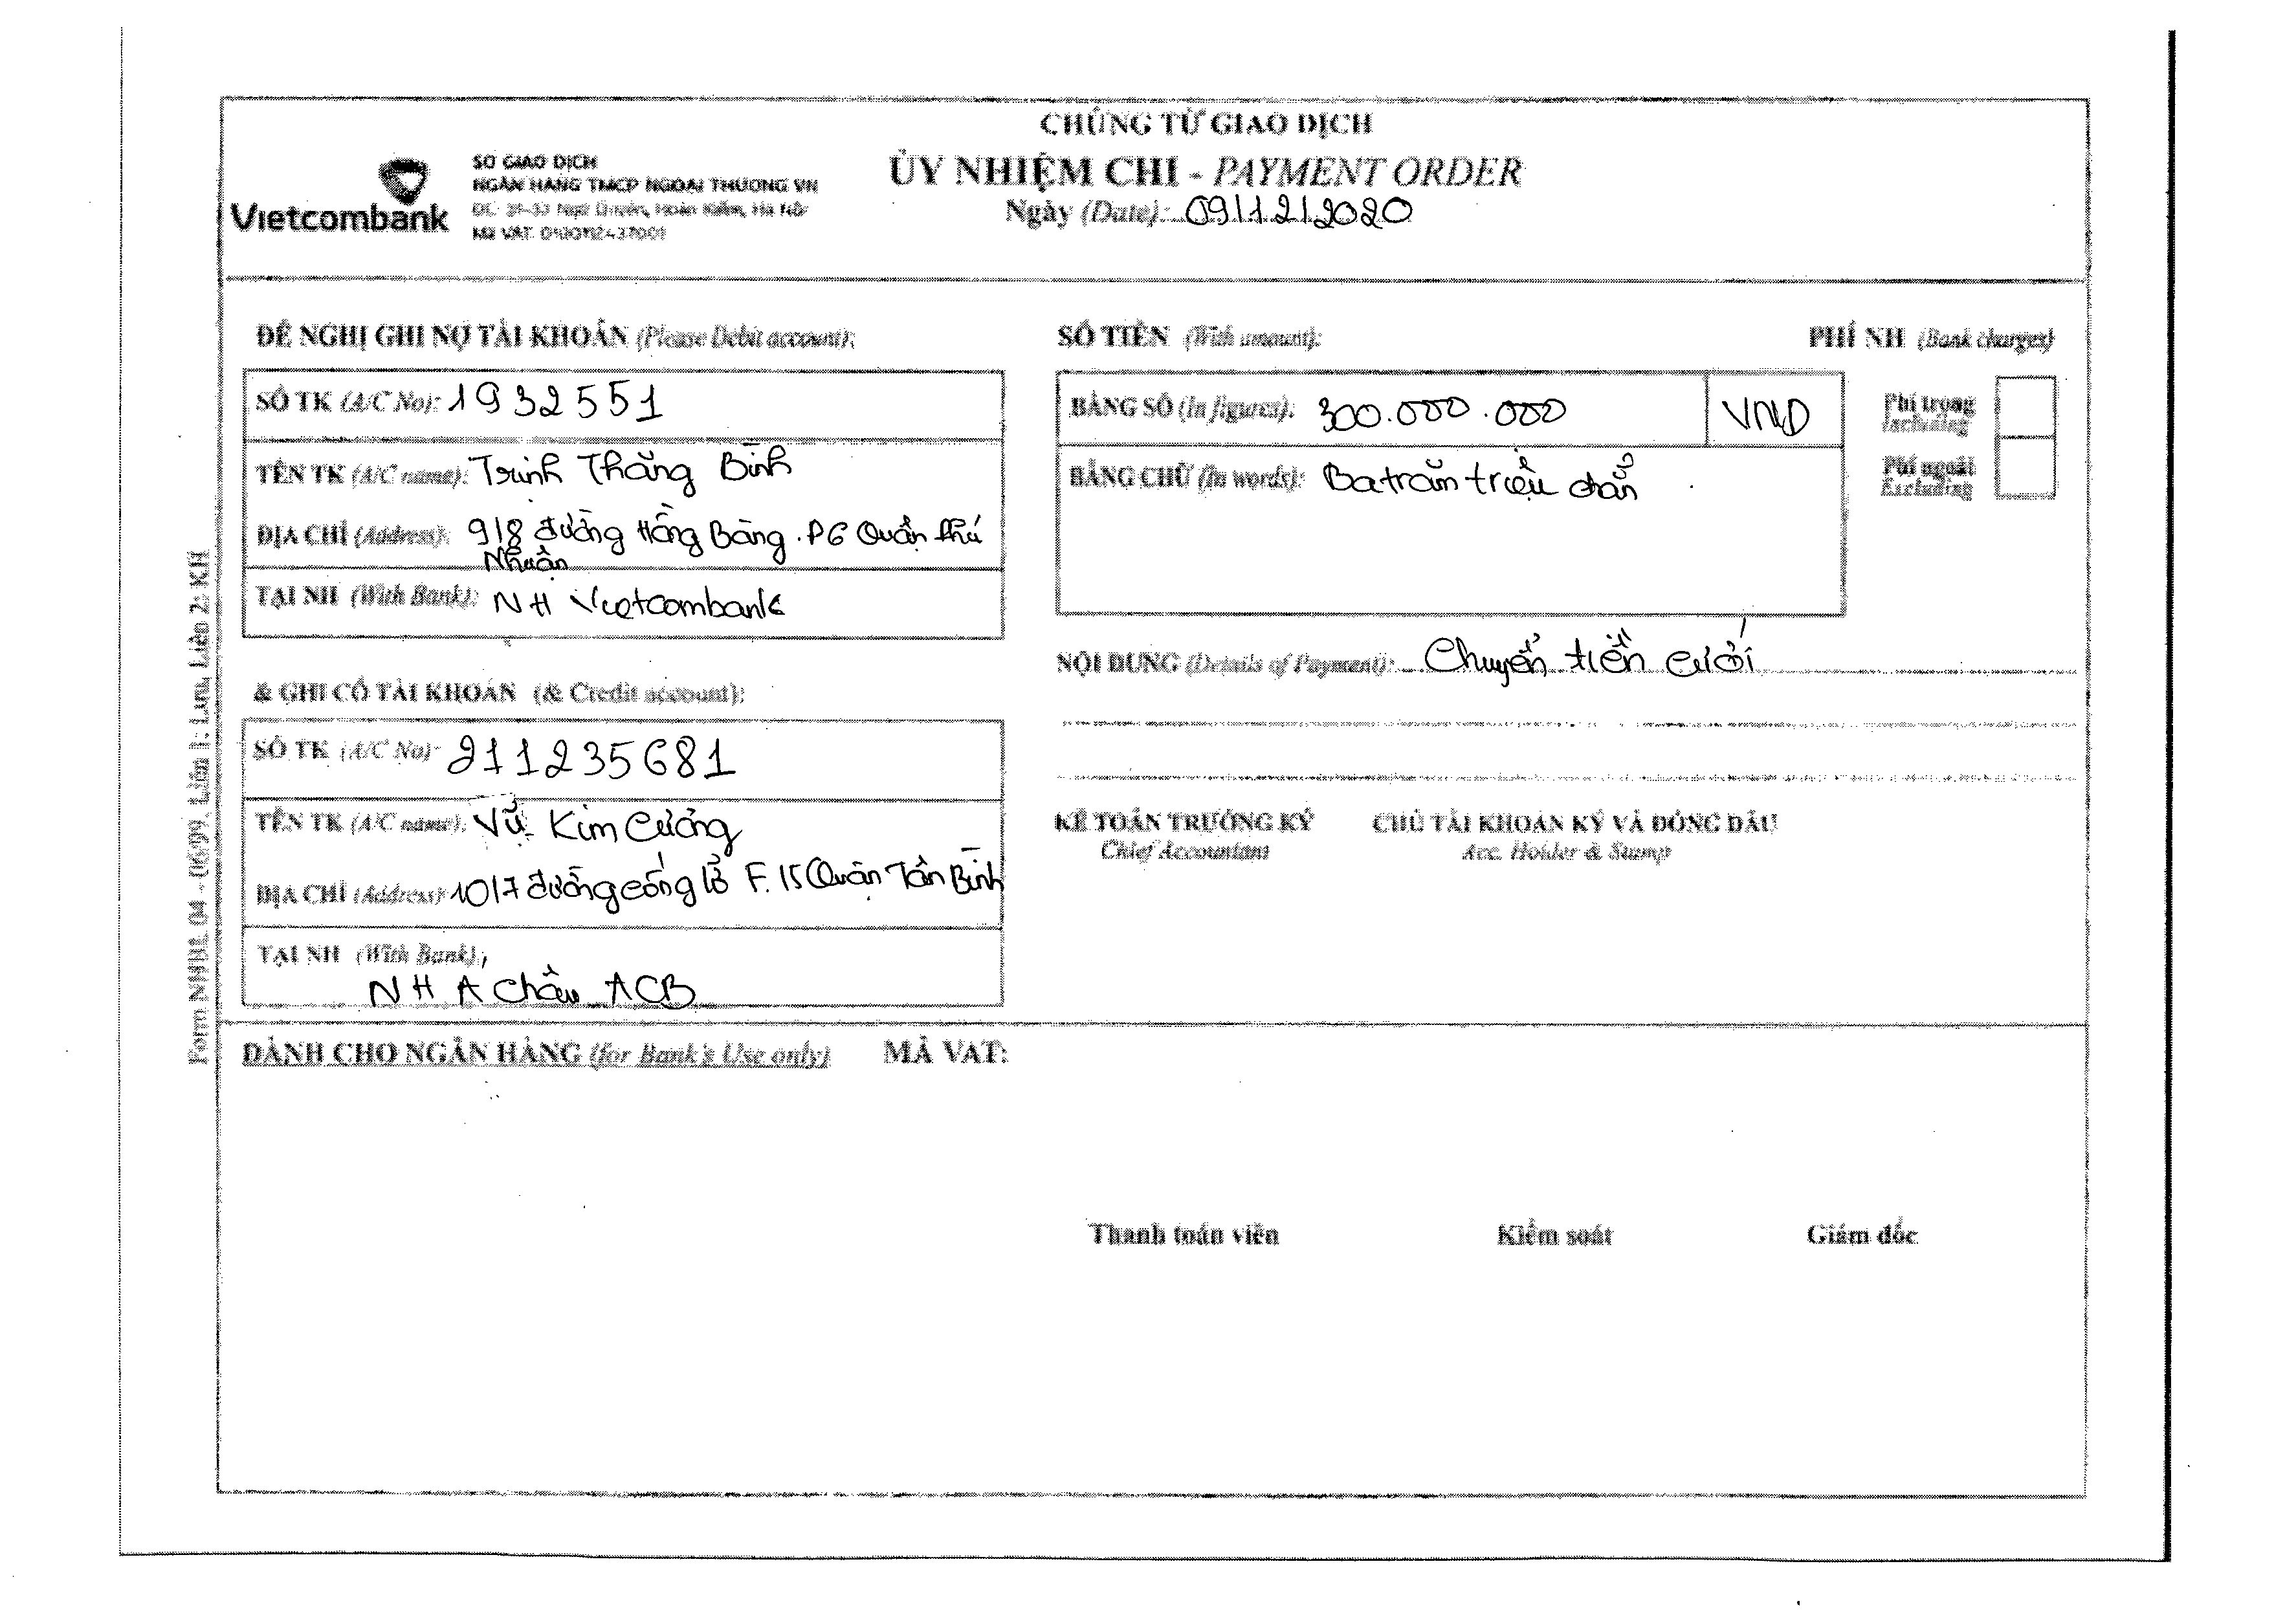 CHỨNG TỪ GIAO DỊCH
ỦY NHIỆM CHI - PAYMENT ORDER
Ngày (Date): 09/12/2020
Vietcombank
SỞ GIAO DỊCH
NGÂN HÀNG TMCP NGOẠI THƯƠNG VN
ĐC: 31-33 Ngô Quyền, Hoàn Kiếm, Hà Nội
Mã VAT:
ĐỀ NGHỊ GHI NỢ TÀI KHOẢN (Please Debit account):
SỐ TK (A/C No): 1932551
TÊN TK (A/C name): Trịnh Thăng Bình
ĐỊA CHỈ (Address): 918 đường Hồng Bàng. P6 Quận Phú
Nhuận
TẠI NH (With Bank): NH Vietcombank
& GHI CÓ TÀI KHOẢN (& Credit account):
SỐ TK (A/C No): 211235681
TÊN TK (A/C name): Vũ Kim Cương
ĐỊA CHỈ (Address): 10/7 đường cống lở F.15 Quận Tân Bình
TẠI NH (With Bank):
NH Á Châu ACB
SỐ TIỀN (With amount):
PHÍ NH (Bank charges)
BẰNG SỐ (In figures): 300.000.000 VND
Phí trong
Including
BẰNG CHỮ (In words): Ba trăm triệu chẵn
Phí ngoài
Excluding
NỘI DUNG (Details of Payment): Chuyển tiền cưới
KẾ TOÁN TRƯỞNG KÝ CHỦ TÀI KHOẢN KÝ VÀ ĐÓNG DẤU
Chief Accountant Acc. Holder & Stamp
DÀNH CHO NGÂN HÀNG (for Bank's Use only) MÃ VAT:
Thanh toán viên Kiểm soát Giám đốc
Form NHBL 04 - 06/99, Liên 1: Lưu, Liên 2: KH